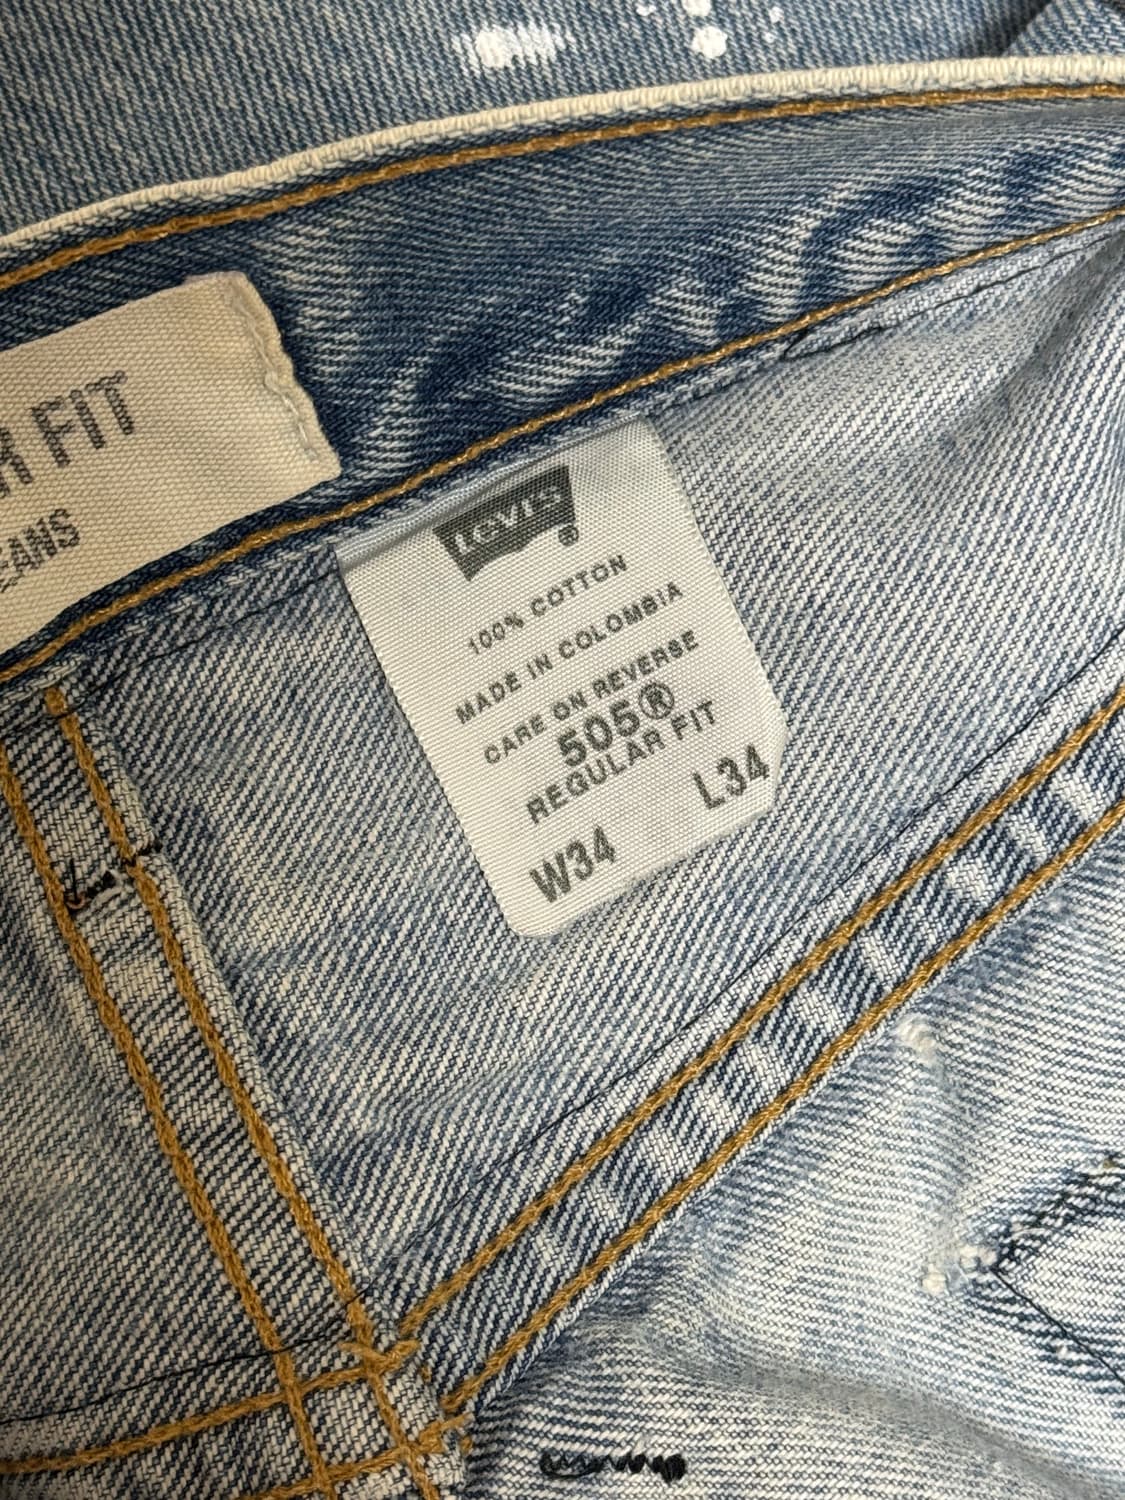 R FIT
EANS
Levi's®
100% COTTON
MADE IN COLOMBIA
CARE ON REVERSE
505®
REGULAR FIT
W34 L34